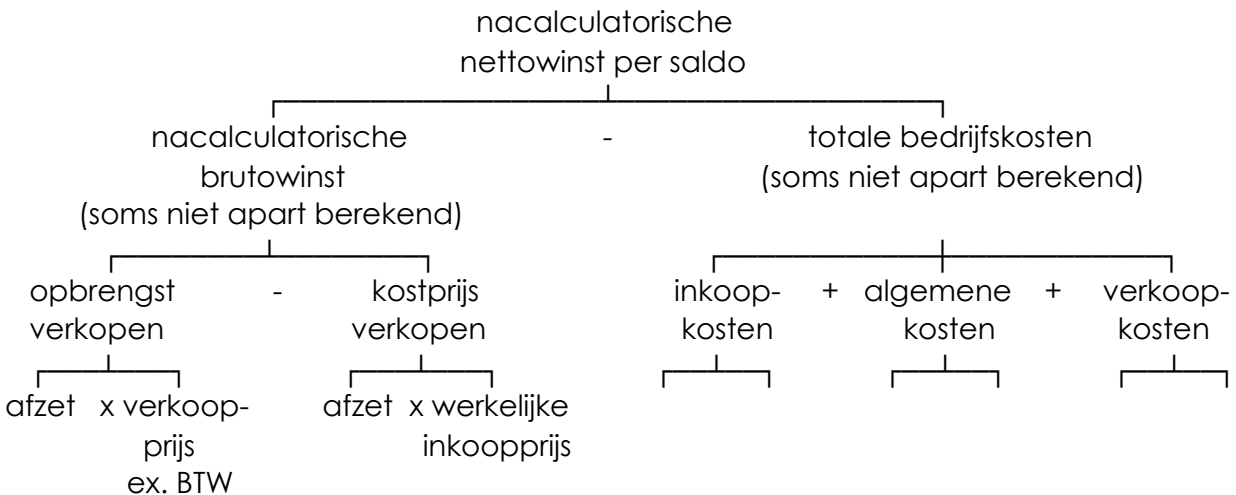 nacalculatorische
nettowinst per saldo
nacalculatorische - totale bedrijfskosten
brutowinst (soms niet apart berekend)
(soms niet apart berekend)
opbrengst - kostprijs inkoop- + algemene + verkoop-
verkopen verkopen kosten kosten kosten
afzet x verkoop- afzet x werkelijke
prijs inkoopprijs
ex. BTW